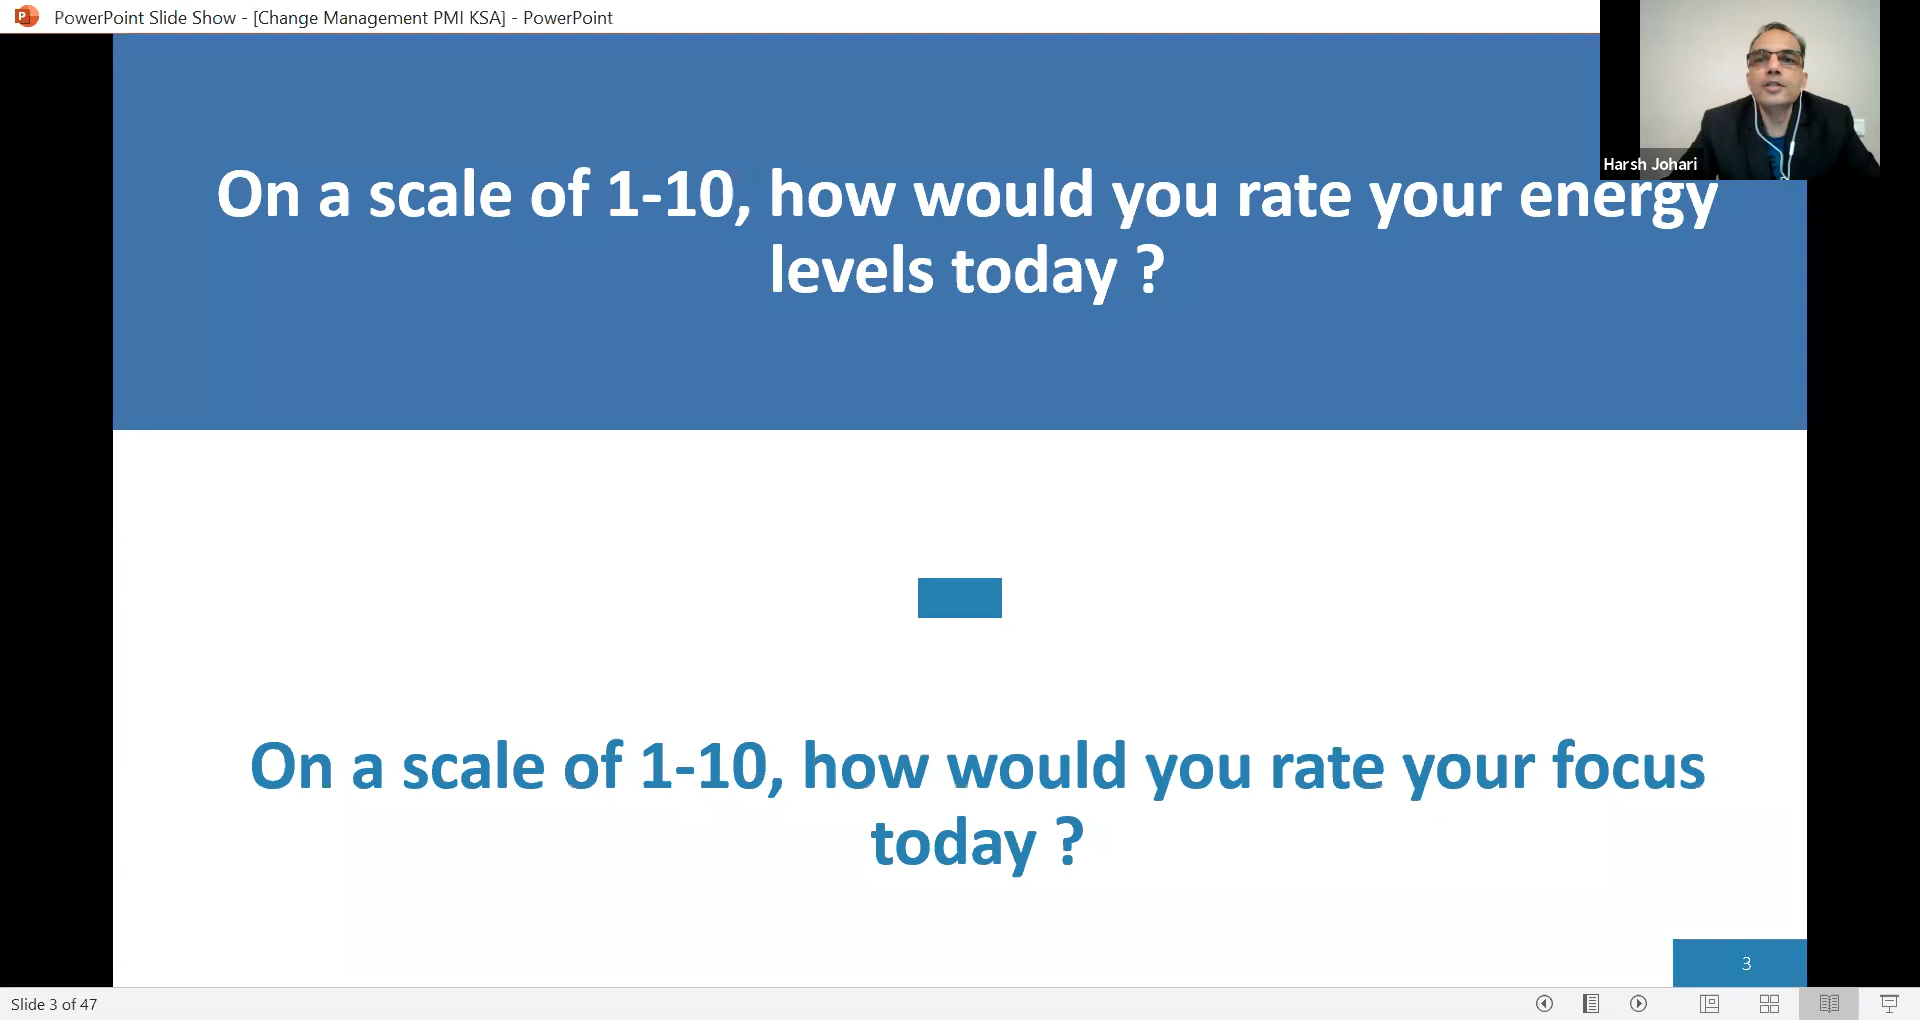 PowerPoint Slide Show - [Change Management PMI KSA] - PowerPoint
Harsh Johari
On a scale of 1-10, how would you rate your energy
levels today ?
On a scale of 1-10, how would you rate your focus
today ?
3
Slide 3 of 47